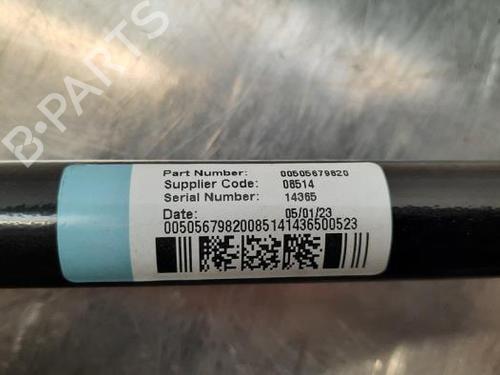 B-PARTS
Part Number: 00505679820
Supplier Code: 08514
Serial Number: 14365
Date: 05/01/23
00505679820085141436500523